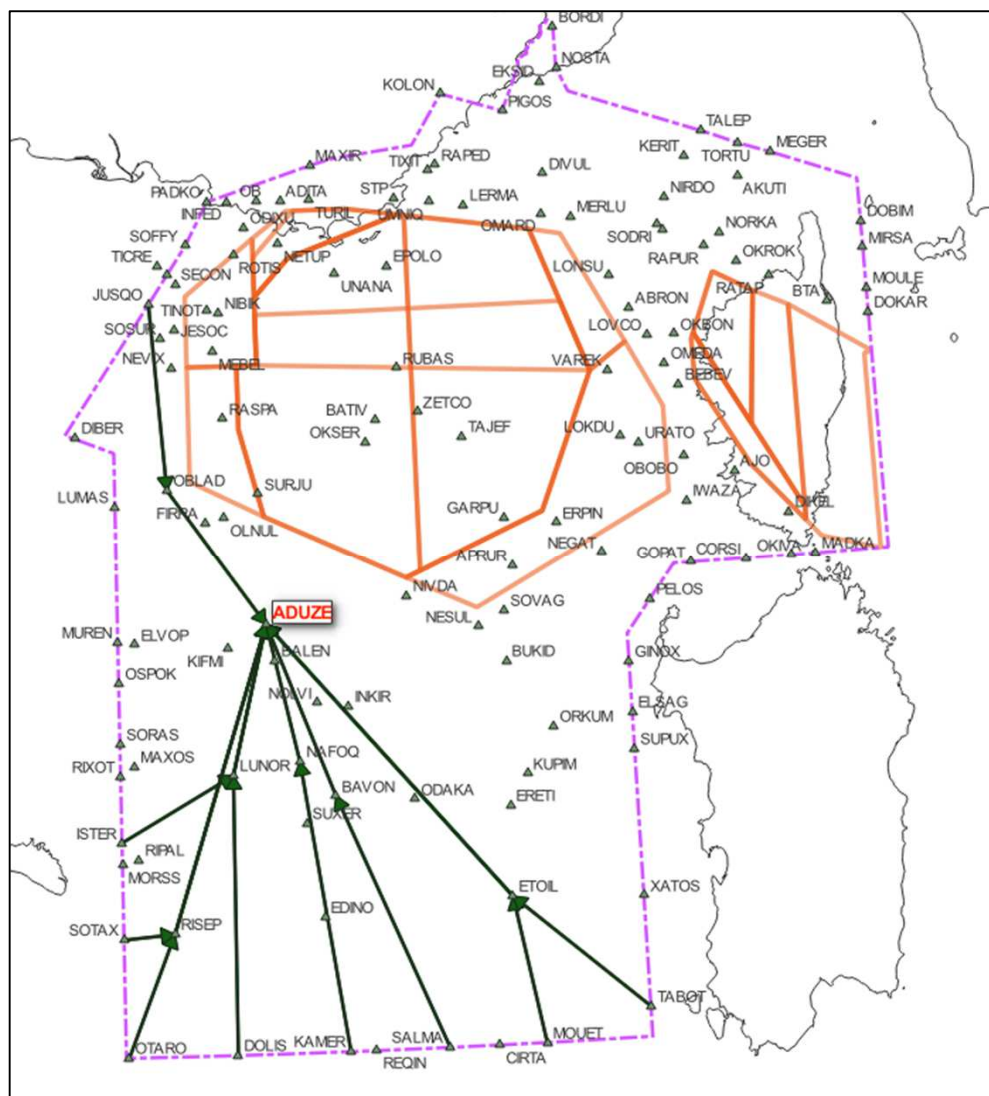 BORDI
NOSTA
EKSID
KOLON
PIGOS
TALEP
MEGER
KERIT
TORTU
MAXIR
TIXIT
RAPED
DIVUL
AKUTI
PADKO
OB
ADITA
STP
LERMA
NIRDO
INFED
ODIXU
TURIL
UMNIQ
OMARD
MERLU
DOBIM
SOFFY
SODRI
NORKA
MIRSA
TICRE
SECON
ROTIS
NETUP
EPOLO
RAPUR
OKROK
UNANA
LONSU
RATAP
BTA
MOULE
JUSQO
TINOT
NIBIK
ABRON
DOKAR
SOSUR
JESOC
LOVCO
OKBON
NEVIX
MEBEL
RUBAS
VAREK
OMEDA
BEBEV
RASPA
BATIV
ZETCO
DIBER
OKSER
TAJEF
LOKDU
URATO
OBOBO
AJO
OBLAD
SURJU
LUMAS
FIRPA
OLNUL
GARPU
ERPIN
IWAZA
DIKEL
APRUR
NEGAT
GOPAT
CORSI
OKIVA
MADKA
NIVDA
SOVAG
PELOS
ADUZE
NESUL
MUREN
ELVOP
KIFMI
BALEN
BUKID
GINOX
OSPOK
NOLVI
INKIR
ELSAG
SORAS
ORKUM
SUPUX
MAXOS
RIXOT
LUNOR
NAFOQ
KUPIM
BAVON
ODAKA
ERETI
SUXER
ISTER
RIPAL
MORSS
ETOIL
XATOS
EDINO
SOTAX
RISEP
TABOT
OTARO
DOLIS
KAMER
REQIN
SALMA
CIRTA
MOUET